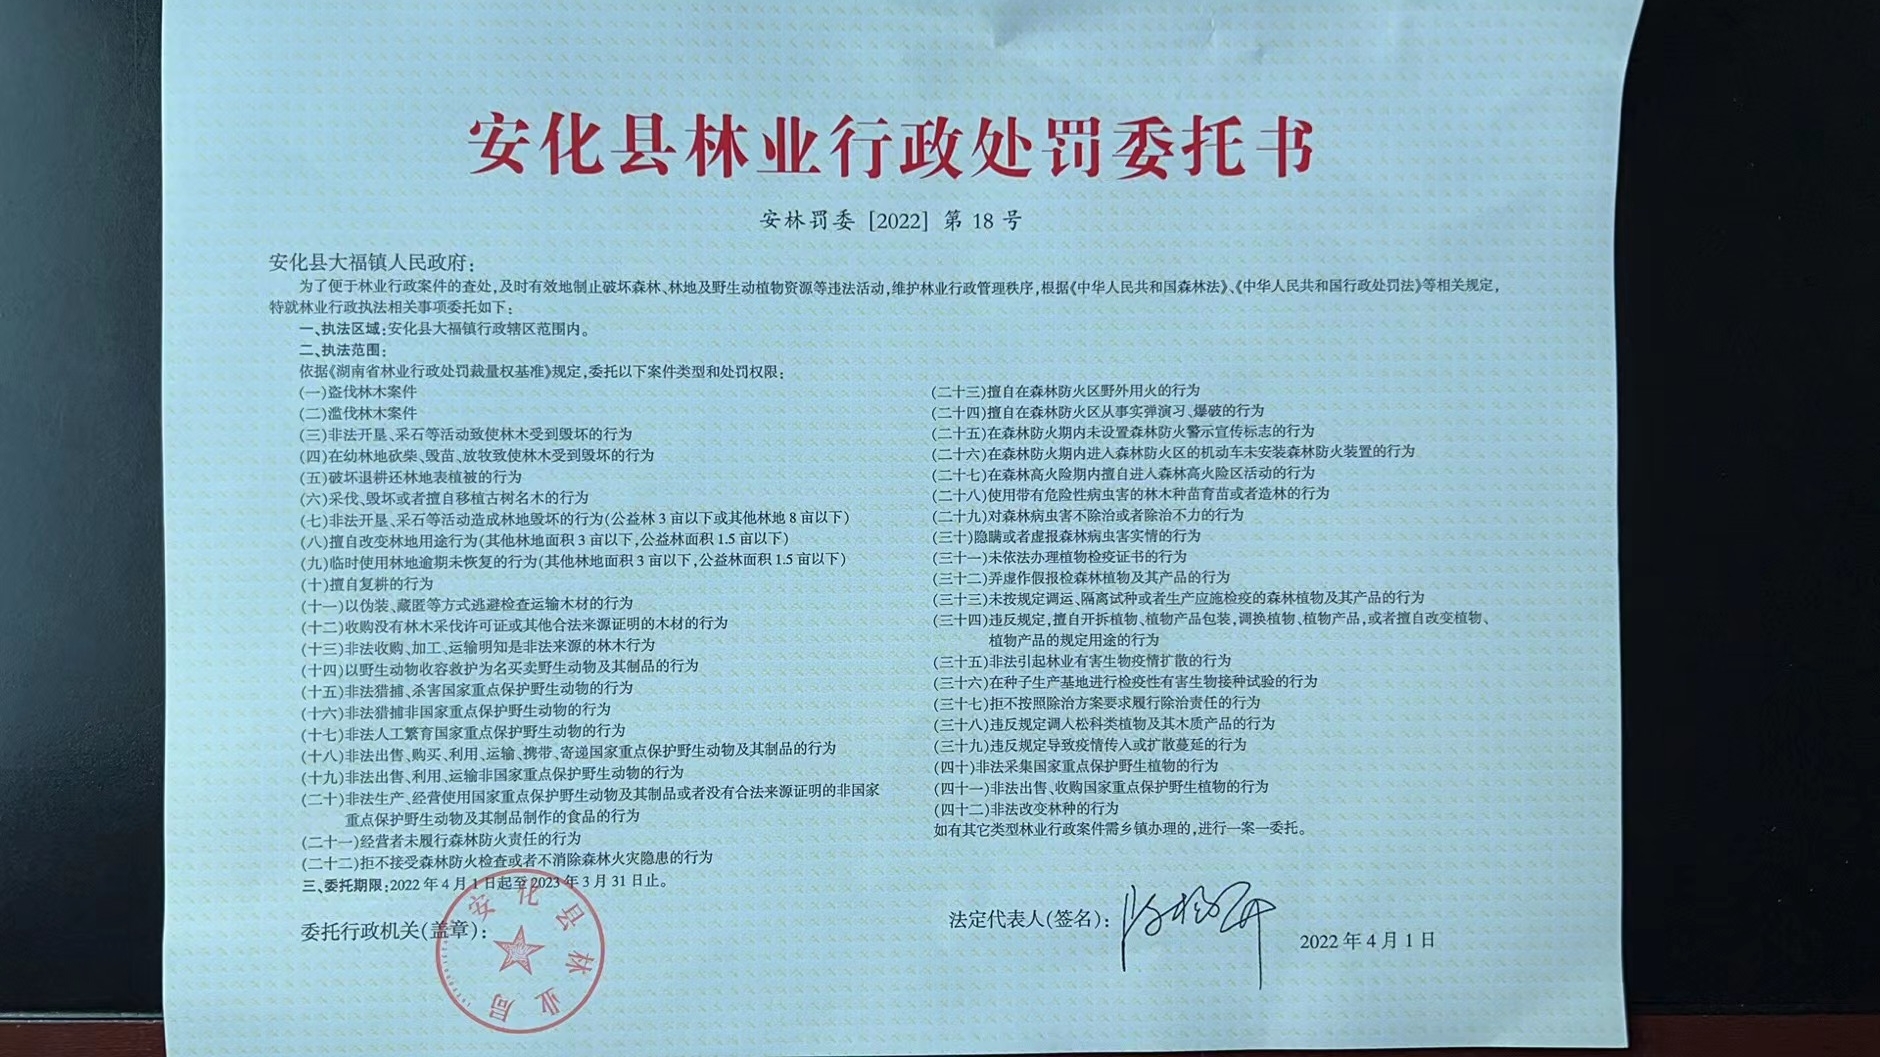 安化县林业行政处罚委托书
安林罚委 [2022] 第 18 号
安化县大福镇人民政府:
为了便于林业行政案件的查处,及时有效地制止破坏森林、林地及野生动植物资源等违法活动,维护林业行政管理秩序,根据《中华人民共和国森林法》、《中华人民共和国行政处罚法》等相关规定,
特就林业行政执法相关事项委托如下:
一、执法区域:安化县大福镇行政辖区范围内。
二、执法范围:
依据《湖南省林业行政处罚裁量权基准》规定,委托以下案件类型和处罚权限:
(一)盗伐林木案件
(二)滥伐林木案件
(三)非法开垦、采石等活动致使林木受到毁坏的行为
(四)在幼林地砍柴、毁苗、放牧致使林木受到毁坏的行为
(五)破坏退耕还林地表植被的行为
(六)采伐、毁坏或者擅自移植古树名木的行为
(七)非法开垦、采石等活动造成林地毁坏的行为(公益林 3 亩以下或其他林地 8 亩以下)
(八)擅自改变林地用途行为(其他林地面积 3 亩以下,公益林面积 1.5 亩以下)
(九)临时使用林地逾期未恢复的行为(其他林地面积 3 亩以下,公益林面积 1.5 亩以下)
(十)擅自复耕的行为
(十一)以伪装、藏匿等方式逃避检查运输木材的行为
(十二)收购没有林木采伐许可证或其他合法来源证明的木材的行为
(十三)非法收购、加工、运输明知是非法来源的林木行为
(十四)以野生动物收容救护为名买卖野生动物及其制品的行为
(十五)非法猎捕、杀害国家重点保护野生动物的行为
(十六)非法猎捕非国家重点保护野生动物的行为
(十七)非法人工繁育国家重点保护野生动物的行为
(十八)非法出售、购买、利用、运输、携带、寄递国家重点保护野生动物及其制品的行为
(十九)非法出售、利用、运输非国家重点保护野生动物的行为
(二十)非法生产、经营使用国家重点保护野生动物及其制品或者没有合法来源证明的非国家
重点保护野生动物及其制品制作的食品的行为
(二十一)经营者未履行森林防火责任的行为
(二十二)拒不接受森林防火检查或者不消除森林火灾隐患的行为
(二十三)擅自在森林防火区野外用火的行为
(二十四)擅自在森林防火区从事实弹演习、爆破的行为
(二十五)在森林防火期内未设置森林防火警示宣传标志的行为
(二十六)在森林防火期内进入森林防火区的机动车未安装森林防火装置的行为
(二十七)在森林高火险期内擅自进入森林高火险区活动的行为
(二十八)使用带有危险性病虫害的林木种苗育苗或者造林的行为
(二十九)对森林病虫害不除治或者除治不力的行为
(三十)隐瞒或者虚报森林病虫害实情的行为
(三十一)未依法办理植物检疫证书的行为
(三十二)弄虚作假报检森林植物及其产品的行为
(三十三)未按规定调运、隔离试种或者生产应施检疫的森林植物及其产品的行为
(三十四)违反规定,擅自开拆植物、植物产品包装,调换植物、植物产品,或者擅自改变植物、
植物产品的规定用途的行为
(三十五)非法引起林业有害生物疫情扩散的行为
(三十六)在种子生产基地进行检疫性有害生物接种试验的行为
(三十七)拒不按照除治方案要求履行除治责任的行为
(三十八)违反规定调人松科类植物及其木质产品的行为
(三十九)违反规定导致疫情传人或扩散蔓延的行为
(四十)非法采集国家重点保护野生植物的行为
(四十一)非法出售、收购国家重点保护野生植物的行为
(四十二)非法改变林种的行为
如有其它类型林业行政案件需乡镇办理的,进行一案一委托。
三、委托期限:2022 年 4 月 1 日起至 2023 年 3 月 31 日止。
委托行政机关(盖章):
安化县林业局
法定代表人(签名):
2022 年 4 月 1 日